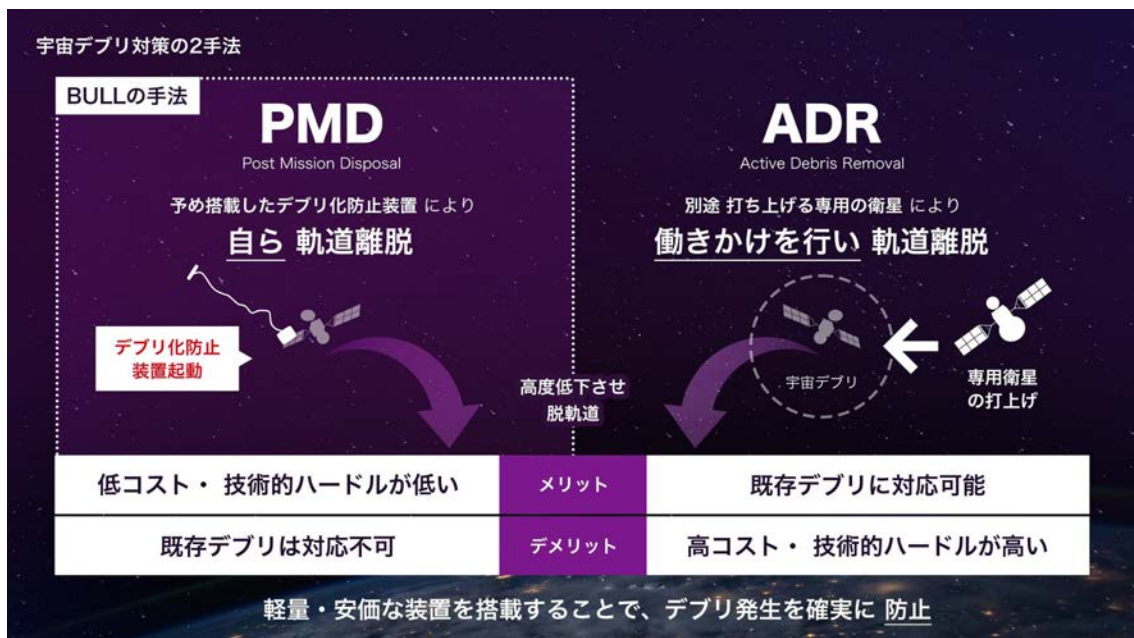 宇宙デブリ対策の2手法
BULLの手法
PMD
Post Mission Disposal
予め搭載したデブリ化防止装置 により
自ら 軌道離脱
デブリ化防止
装置起動
ADR
Active Debris Removal
別途 打ち上げる専用の衛星 により
働きかけを行い 軌道離脱
宇宙デブリ
専用衛星
の打上げ
高度低下させ
脱軌道
低コスト・ 技術的ハードルが低い
メリット
既存デブリに対応可能
既存デブリは対応不可
デメリット
高コスト・ 技術的ハードルが高い
軽量・安価な装置を搭載することで、デブリ発生を確実に 防止